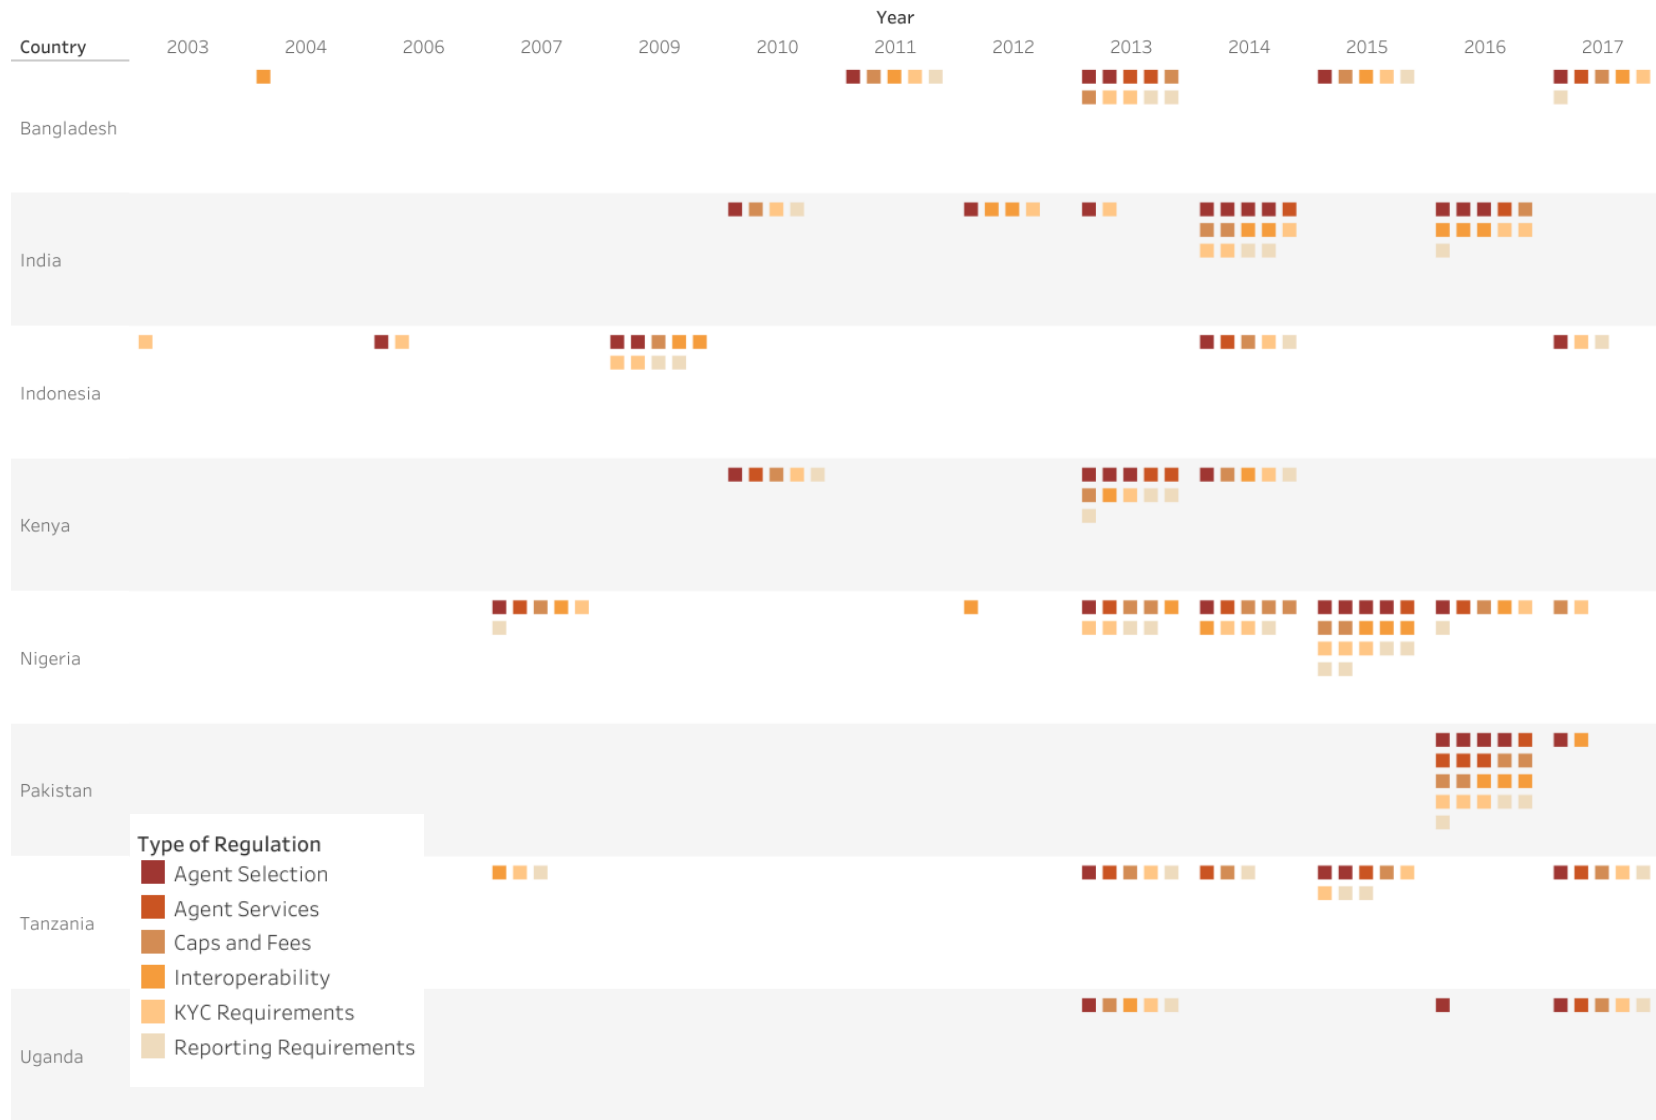 Year
Country 2003 2004 2006 2007 2009 2010 2011 2012 2013 2014 2015 2016 2017
Bangladesh
India
Indonesia
Kenya
Nigeria
Pakistan
Type of Regulation
Agent Selection
Agent Services
Tanzania
Caps and Fees
Interoperability
KYC Requirements
Reporting Requirements
Uganda